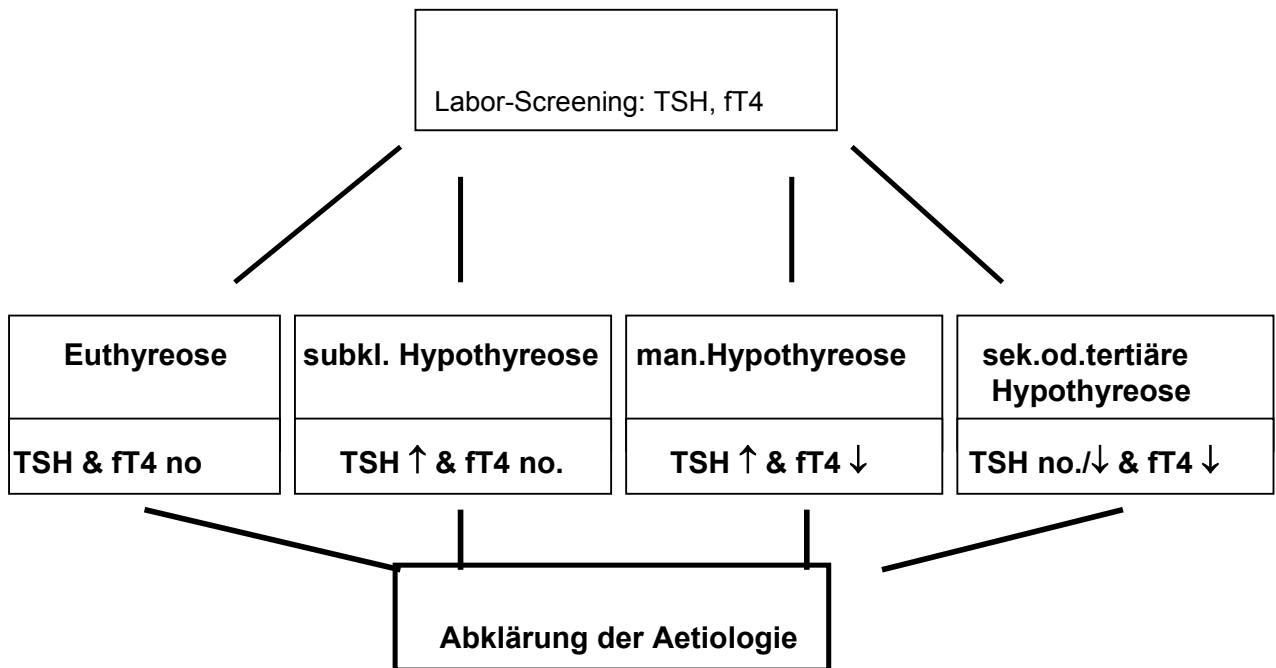 Labor-Screening: TSH, fT4
Euthyreose
subkl. Hypothyreose
man.Hypothyreose
sek.od.tertiäre
Hypothyreose
TSH & fT4 no
TSH ↑ & fT4 no.
TSH ↑ & fT4 ↓
TSH no./↓ & fT4 ↓
Abklärung der Aetiologie